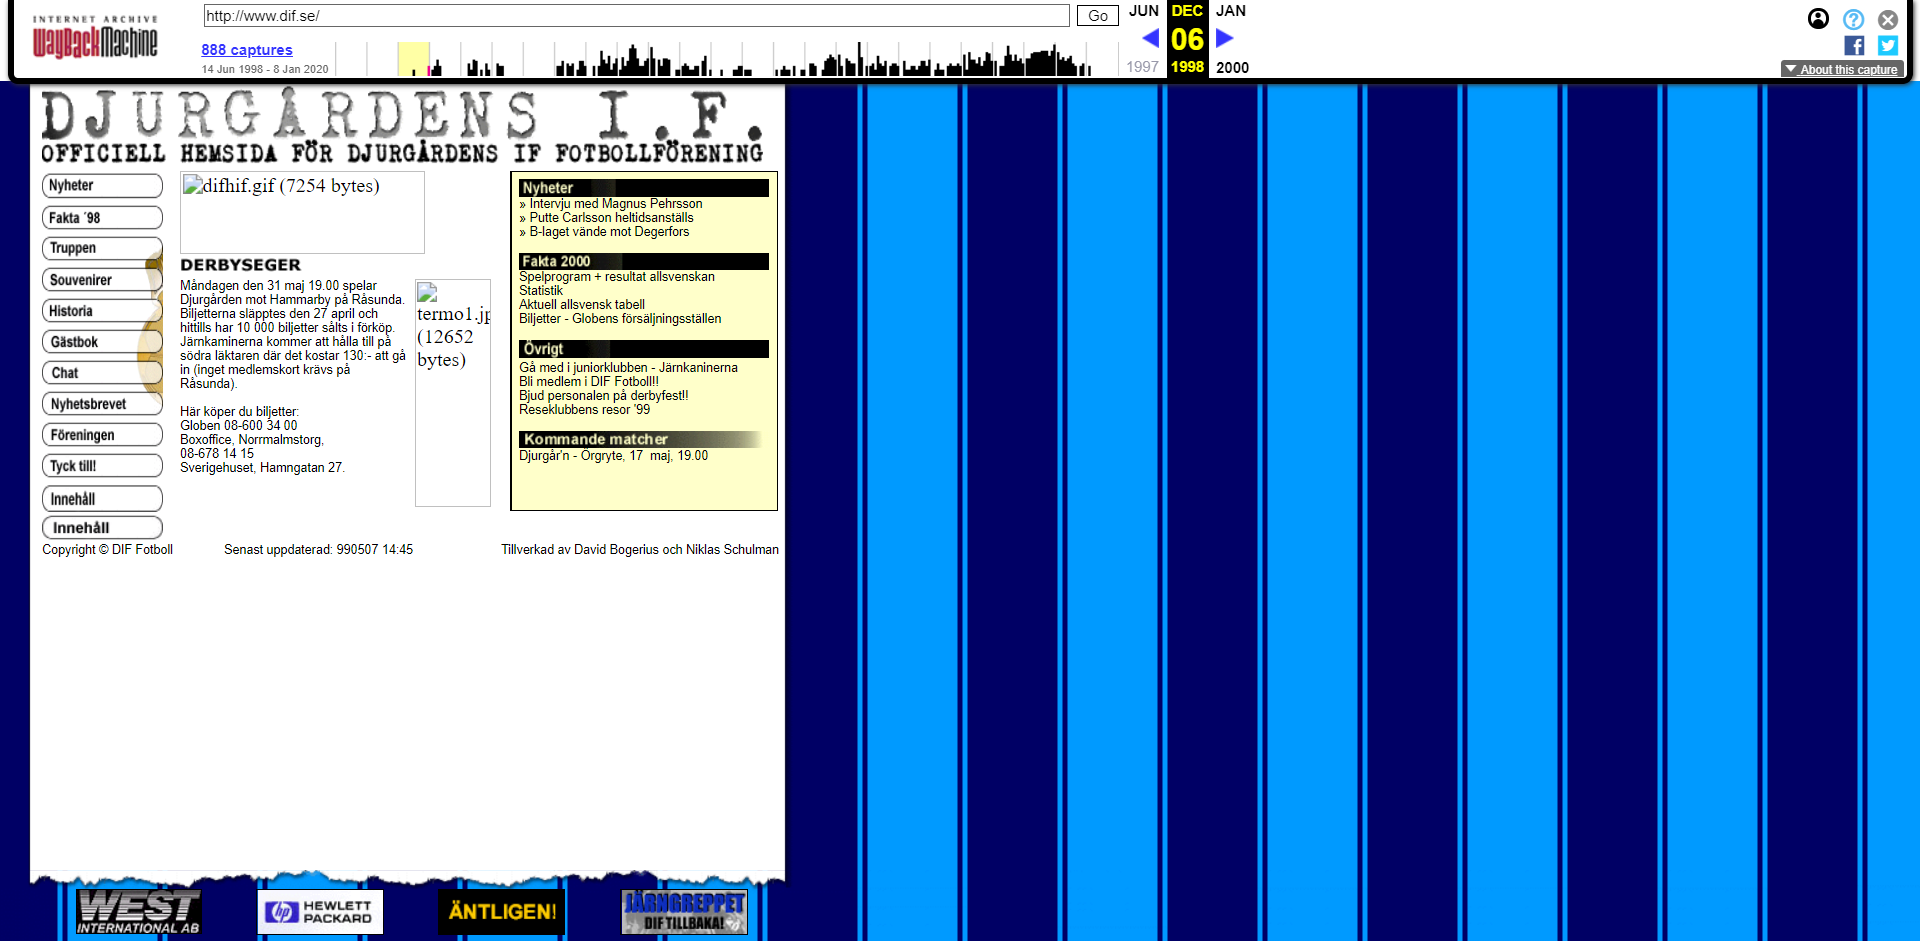 INTERNET ARCHIVE
WayBackMachine
http://www.dif.se/
Go
JUN
DEC
JAN
888 captures
06
14 Jun 1998 - 8 Jan 2020
1997
1998
2000
About this capture
DJURGÅRDENS I.F.
OFFICIELL HEMSIDA FÖR DJURGÅRDENS IF FOTBOLLFÖRENING
Nyheter
Fakta ´98
Truppen
Souvenirer
Historia
Gästbok
Chat
Nyhetsbrevet
Föreningen
Tyck till!
Innehåll
Innehåll
difhif.gif (7254 bytes)
DERBYSEGER
Måndagen den 31 maj 19.00 spelar
Djurgården mot Hammarby på Råsunda.
Biljetterna släpptes den 27 april och
hittills har 10 000 biljetter sålts i förköp.
Järnkaminerna kommer att hålla till på
södra läktaren där det kostar 130:- att gå
in (inget medlemskort krävs på
Råsunda).
Här köper du biljetter:
Globen 08-600 34 00
Boxoffice, Norrmalmstorg,
08-678 14 15
Sverigehuset, Hamngatan 27.
termo1.jp
(12652
bytes)
Nyheter
» Intervju med Magnus Pehrsson
» Putte Carlsson heltidsanställs
» B-laget vände mot Degerfors
Fakta 2000
Spelprogram + resultat allsvenskan
Statistik
Aktuell allsvensk tabell
Biljetter - Globens försäljningsställen
Övrigt
Gå med i juniorklubben - Järnkaninerna
Bli medlem i DIF Fotboll!!
Bjud personalen på derbyfest!!
Reseklubbens resor '99
Kommande matcher
Djurgår'n - Örgryte, 17 maj, 19.00
Copyright © DIF Fotboll
Senast uppdaterad: 990507 14:45
Tillverkad av David Bogerius och Niklas Schulman
WEST
INTERNATIONAL AB
hp HEWLETT
PACKARD
ÄNTLIGEN!
JÄRNGREPPET
DIF TILLBAKA!